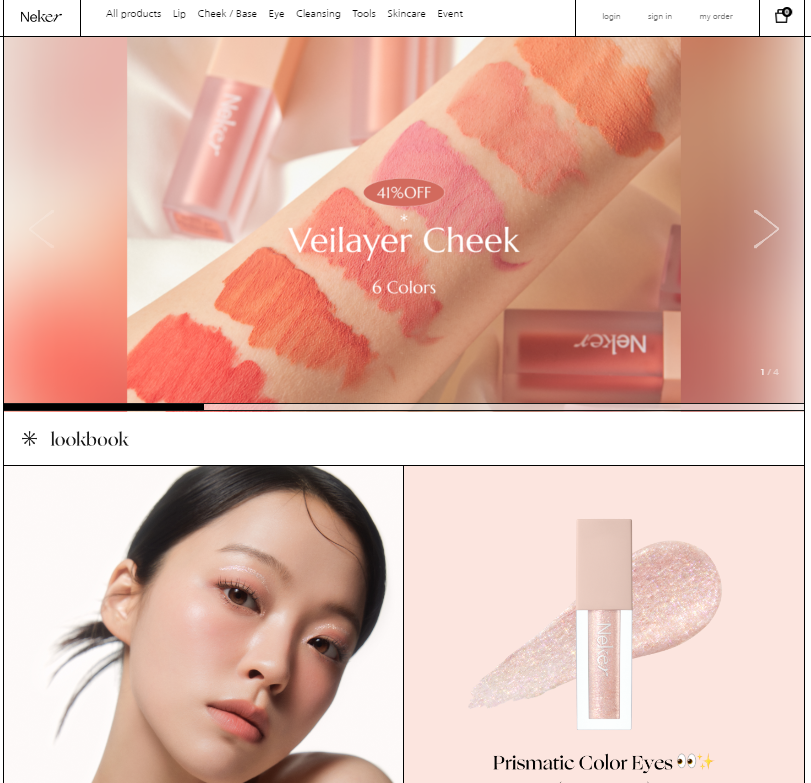 Neker
All products Lip Cheek / Base Eye Cleansing Tools Skincare Event
login sign in my order
0
Neker
41%OFF
*
Veilayer Cheek
6 Colors
Neker
1 / 4
lookbook
Neker
Prismatic Color Eyes 👀✨